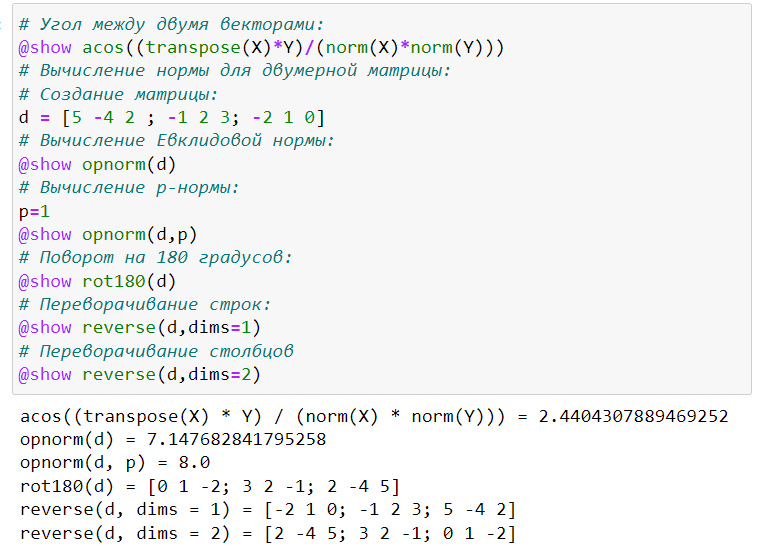 # Угол между двумя векторами:
@show acos((transpose(X)*Y)/(norm(X)*norm(Y)))
# Вычисление нормы для двумерной матрицы:
# Создание матрицы:
d = [5 -4 2 ; -1 2 3; -2 1 0]
# Вычисление Евклидовой нормы:
@show opnorm(d)
# Вычисление p-нормы:
p=1
@show opnorm(d,p)
# Поворот на 180 градусов:
@show rot180(d)
# Переворачивание строк:
@show reverse(d,dims=1)
# Переворачивание столбцов
@show reverse(d,dims=2)
acos((transpose(X) * Y) / (norm(X) * norm(Y))) = 2.4404307889469252
opnorm(d) = 7.147682841795258
opnorm(d, p) = 8.0
rot180(d) = [0 1 -2; 3 2 -1; 2 -4 5]
reverse(d, dims = 1) = [-2 1 0; -1 2 3; 5 -4 2]
reverse(d, dims = 2) = [2 -4 5; 3 2 -1; 0 1 -2]